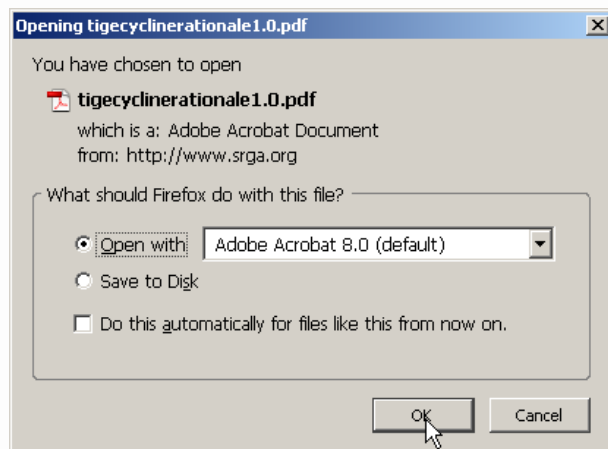 Opening tigecyclinerationale1.0.pdf
You have chosen to open
tigecyclinerationale1.0.pdf
which is a: Adobe Acrobat Document
from: http://www.srga.org
What should Firefox do with this file?
Open with Adobe Acrobat 8.0 (default)
Save to Disk
Do this automatically for files like this from now on.
OK Cancel